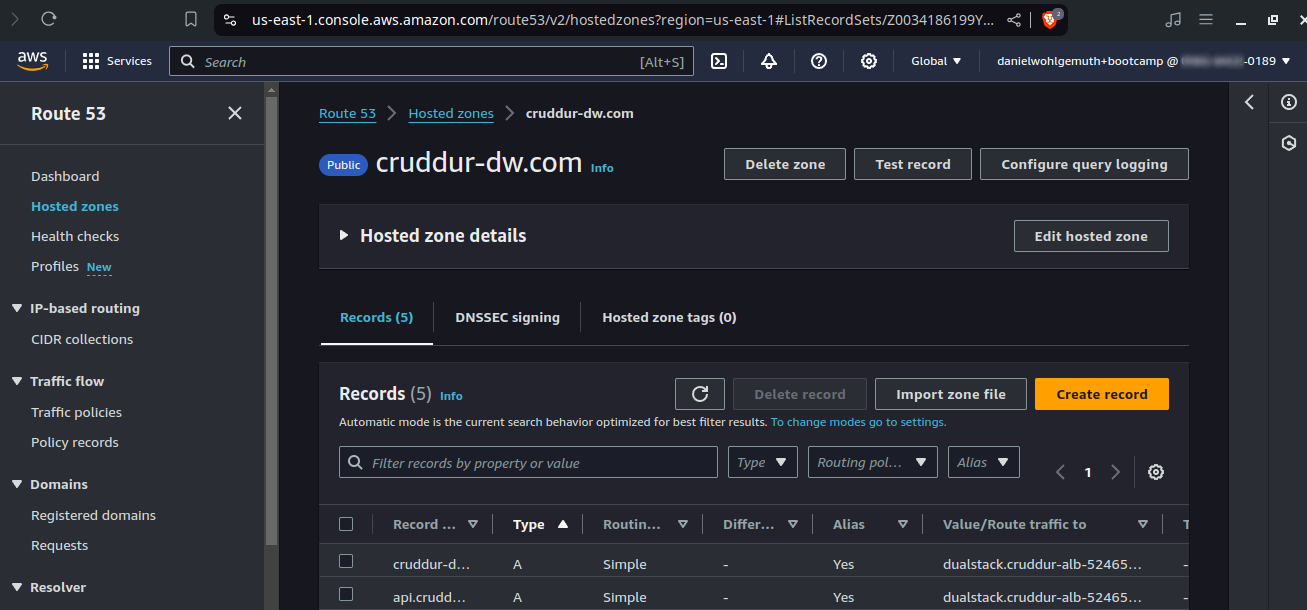 us-east-1.console.aws.amazon.com/route53/v2/hostedzones?region=us-east-1#ListRecordSets/Z0034186199Y...
2
aws
Services
Search
[Alt+S]
Global
danielwohlgemuth+bootcamp @
-0189
Route 53
Dashboard
Hosted zones
Health checks
Profiles New
IP-based routing
CIDR collections
Traffic flow
Traffic policies
Policy records
Domains
Registered domains
Requests
Resolver
Route 53
Hosted zones
cruddur-dw.com
Public
cruddur-dw.com
Info
Delete zone
Test record
Configure query logging
Hosted zone details
Edit hosted zone
Records (5)
DNSSEC signing
Hosted zone tags (0)
Records (5) Info
Delete record
Import zone file
Create record
Automatic mode is the current search behavior optimized for best filter results. To change modes go to settings.
Filter records by property or value
Type
Routing pol...
Alias
1
Record ... Type Routin... Differ... Alias Value/Route traffic to T
cruddur-d... A Simple - Yes dualstack.cruddur-alb-52465... -
api.crudd... A Simple - Yes dualstack.cruddur-alb-52465... -